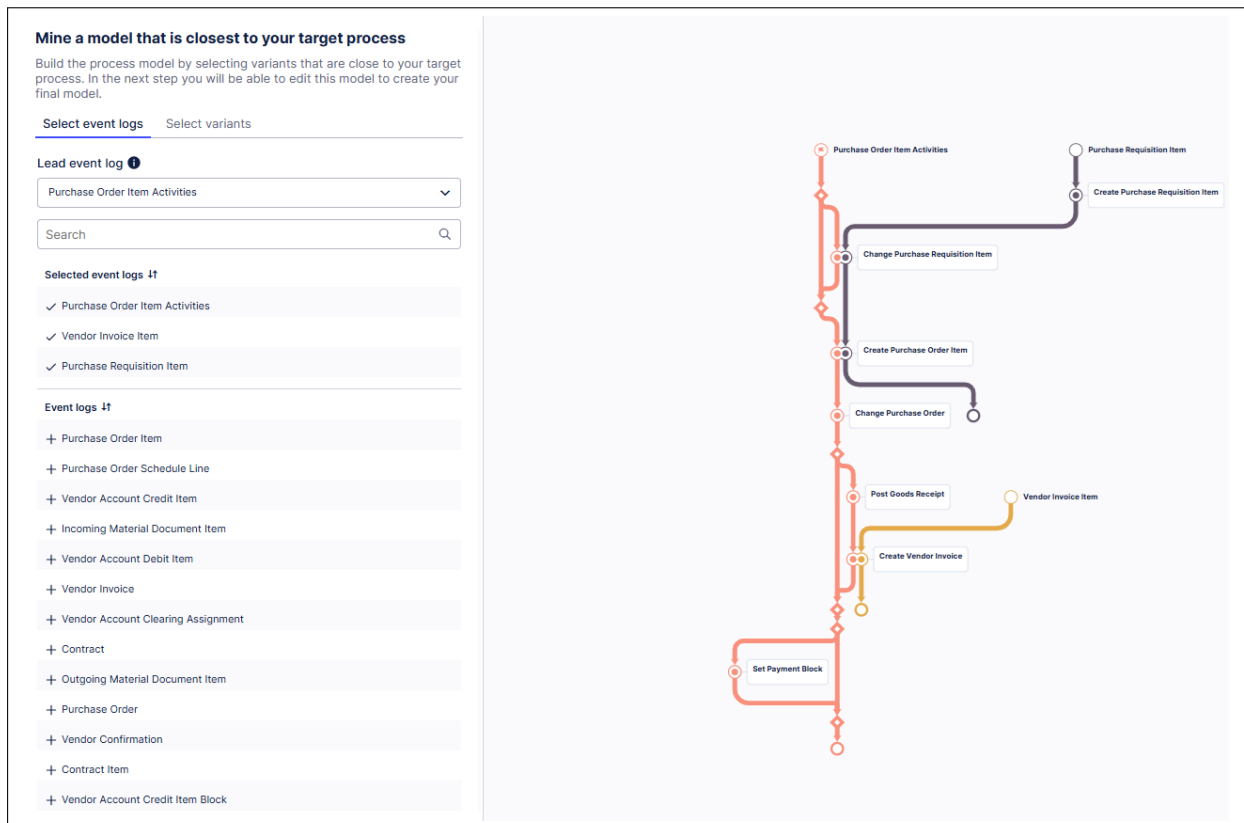 Mine a model that is closest to your target process
Build the process model by selecting variants that are close to your target
process. In the next step you will be able to edit this model to create your
final model.
Select event logs
Select variants
Lead event log
Purchase Order Item Activities
Search
Selected event logs
Purchase Order Item Activities
Vendor Invoice Item
Purchase Requisition Item
Event logs
Purchase Order Item
Purchase Order Schedule Line
Vendor Account Credit Item
Incoming Material Document Item
Vendor Account Debit Item
Vendor Invoice
Vendor Account Clearing Assignment
Contract
Outgoing Material Document Item
Purchase Order
Vendor Confirmation
Contract Item
Vendor Account Credit Item Block
Purchase Order Item Activities
Purchase Requisition Item
Create Purchase Requisition Item
Change Purchase Requisition Item
Create Purchase Order Item
Change Purchase Order
Post Goods Receipt
Vendor Invoice Item
Create Vendor Invoice
Set Payment Block